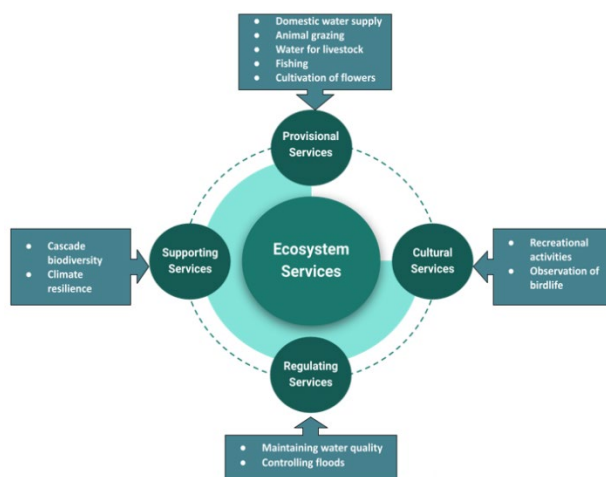 ● Domestic water supply
● Animal grazing
● Water for livestock
● Fishing
● Cultivation of flowers
Provisional
Services
● Cascade
biodiversity
● Climate
resilience
Supporting
Services
Ecosystem
Services
Cultural
Services
● Recreational
activities
● Observation of
birdlife
Regulating
Services
● Maintaining water quality
● Controlling floods